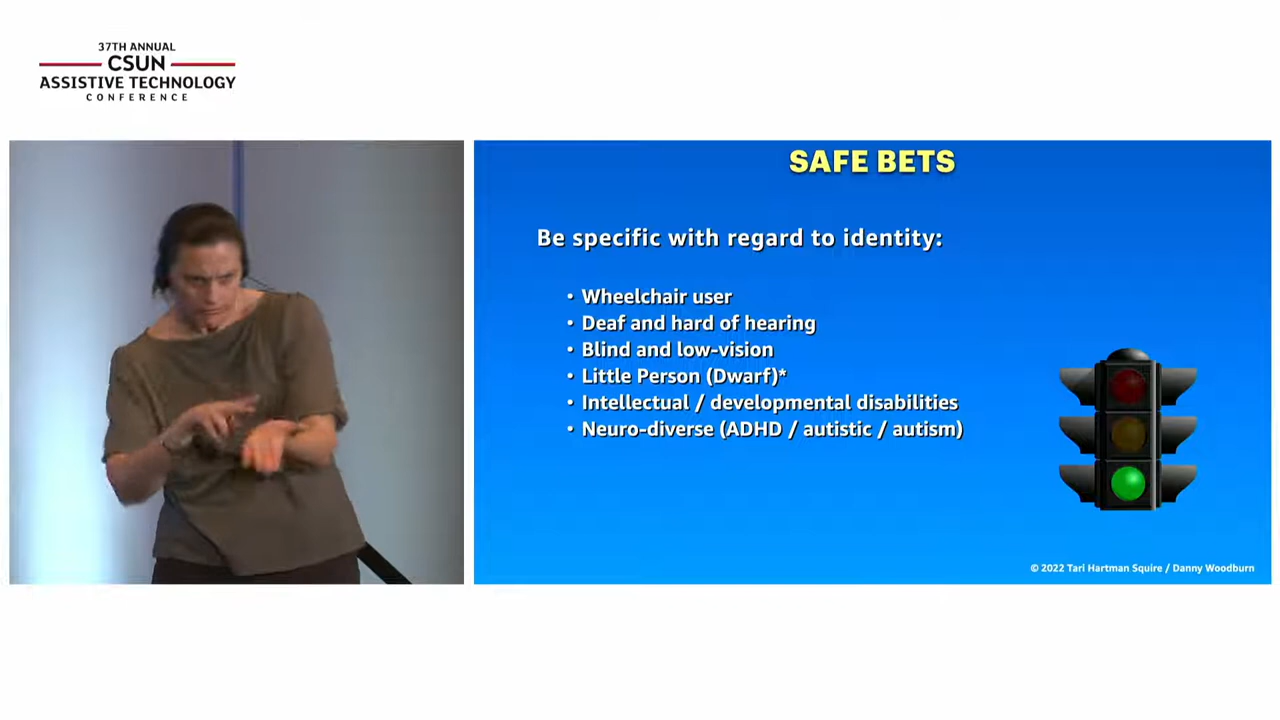 37TH ANNUAL
CSUN
ASSISTIVE TECHNOLOGY
CONFERENCE
SAFE BETS
Be specific with regard to identity:
• Wheelchair user
• Deaf and hard of hearing
• Blind and low-vision
• Little Person (Dwarf)*
• Intellectual / developmental disabilities
• Neuro-diverse (ADHD / autistic / autism)
© 2022 Tari Hartman Squire / Danny Woodburn